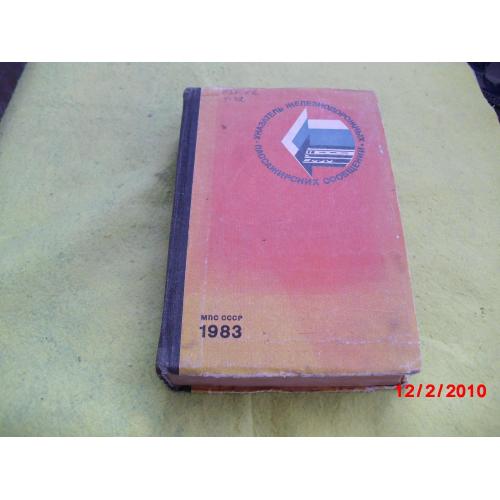 УКАЗАТЕЛЬ ЖЕЛЕЗНОДОРОЖНЫХ
ПАССАЖИРСКИХ СООБЩЕНИЙ
МПС СССР
1983
12/2/2010